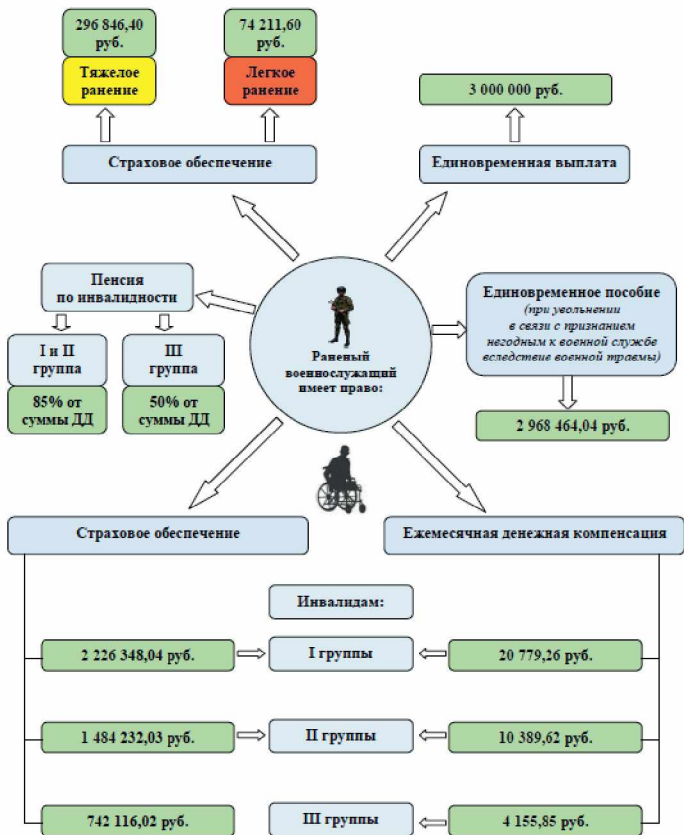 296 846,40
руб.
Тяжелое
ранение
74 211,60
руб.
Легкое
ранение
Страховое обеспечение
3 000 000 руб.
Единовременная выплата
Пенсия
по инвалидности
I и II
группа
85% от
суммы ДД
III
группа
50% от
суммы ДД
Раненый
военнослужащий
имеет право:
Единовременное пособие
(при увольнении
в связи с признанием
негодным к военной службе
вследствие военной травмы)
2 968 464,04 руб.
Страховое обеспечение
Ежемесячная денежная компенсация
Инвалидам:
2 226 348,04 руб.
I группы
20 779,26 руб.
1 484 232,03 руб.
II группы
10 389,62 руб.
742 116,02 руб.
III группы
4 155,85 руб.